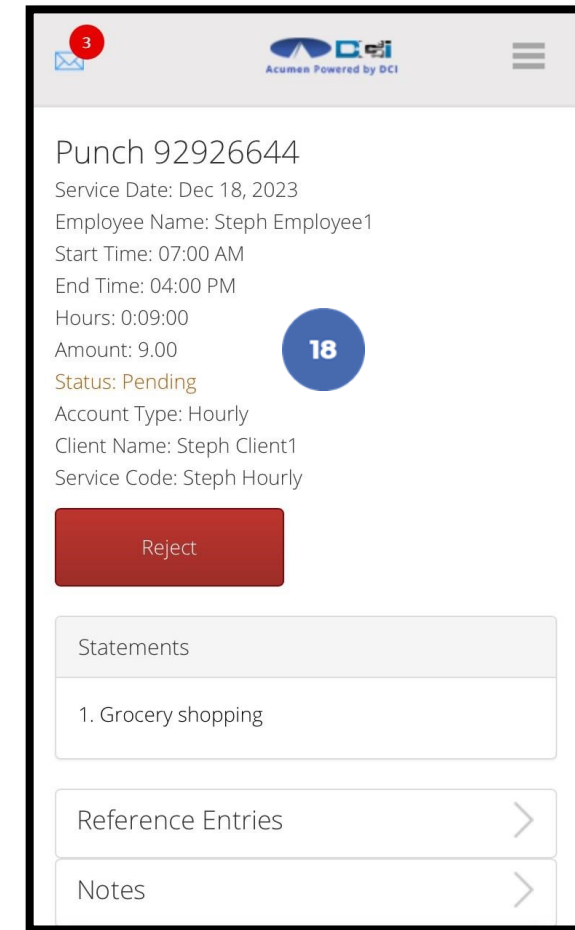 3
DCI
Acumen Powered by DCI
Punch 92926644
Service Date: Dec 18, 2023
Employee Name: Steph Employee1
Start Time: 07:00 AM
End Time: 04:00 PM
Hours: 0:09:00
Amount: 9.00
18
Status: Pending
Account Type: Hourly
Client Name: Steph Client1
Service Code: Steph Hourly
Reject
Statements
1. Grocery shopping
Reference Entries
Notes